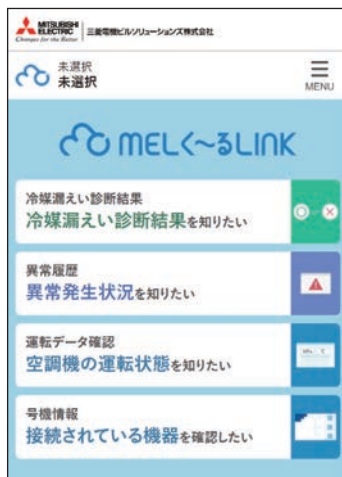 MITSUBISHI
ELECTRIC
Changes for the Better
三菱電機ビルソリューションズ株式会社
未選択
未選択
MENU
MELく~るLINK
冷媒漏えい診断結果
冷媒漏えい診断結果を知りたい
異常履歴
異常発生状況を知りたい
運転データ確認
空調機の運転状態を知りたい
号機情報
接続されている機器を確認したい